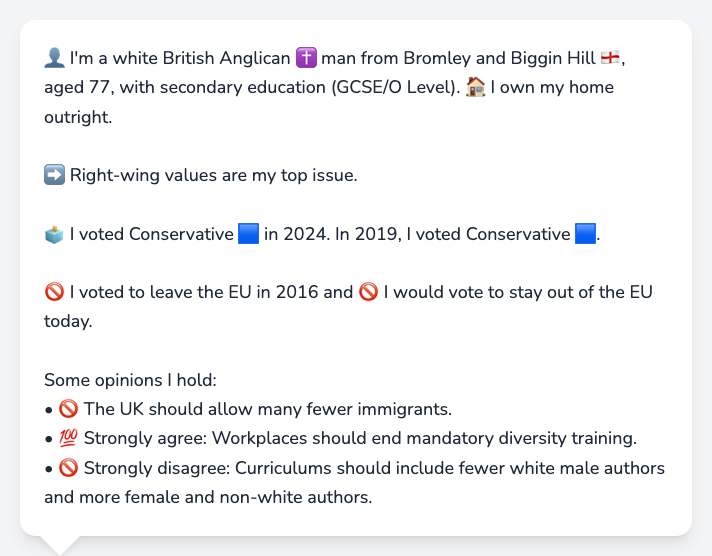 👤 I'm a white British Anglican ✝️ man from Bromley and Biggin Hill 🏴󠁧󠁢󠁥󠁮󠁧󠁿,
aged 77, with secondary education (GCSE/O Level). 🏠 I own my home
outright.
➡️ Right-wing values are my top issue.
🗳️ I voted Conservative 🟦 in 2024. In 2019, I voted Conservative 🟦.
🚫 I voted to leave the EU in 2016 and 🚫 I would vote to stay out of the EU
today.
Some opinions I hold:
• 🚫 The UK should allow many fewer immigrants.
• 💯 Strongly agree: Workplaces should end mandatory diversity training.
• 🚫 Strongly disagree: Curriculums should include fewer white male authors
and more female and non-white authors.